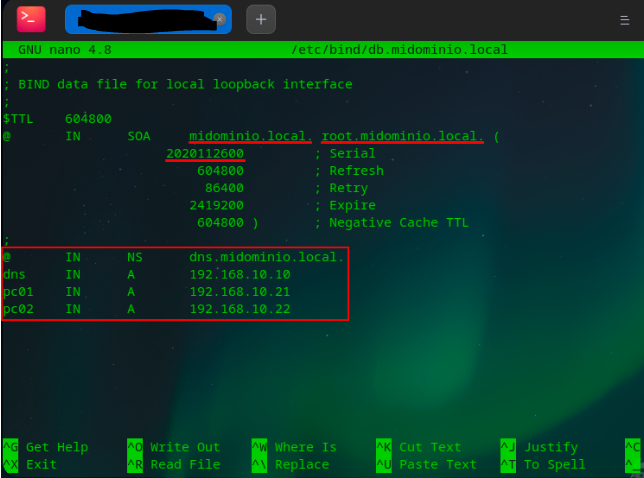 GNU nano 4.8 /etc/bind/db.midominio.local
;
; BIND data file for local loopback interface
;
$TTL 604800
@ IN SOA midominio.local. root.midominio.local. (
2020112600 ; Serial
604800 ; Refresh
86400 ; Retry
2419200 ; Expire
604800 ) ; Negative Cache TTL
;
@ IN NS dns.midominio.local.
dns IN A 192.168.10.10
pc01 IN A 192.168.10.21
pc02 IN A 192.168.10.22
^G Get Help ^O Write Out ^W Where Is ^K Cut Text ^J Justify ^C
^X Exit ^R Read File ^\ Replace ^U Paste Text ^T To Spell ^_